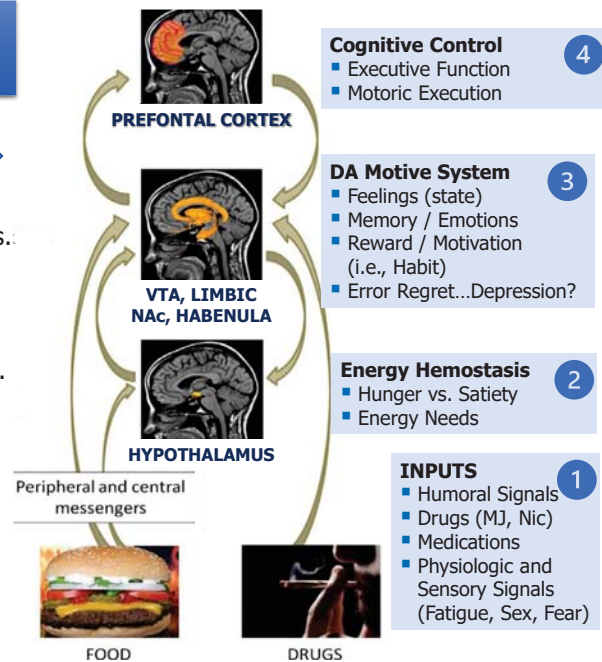 PREFONTAL CORTEX
Cognitive Control
4
▪ Executive Function
▪ Motoric Execution
VTA, LIMBIC
NAc, HABENULA
DA Motive System
3
▪ Feelings (state)
▪ Memory / Emotions
▪ Reward / Motivation
(i.e., Habit)
▪ Error Regret...Depression?
HYPOTHALAMUS
Energy Hemostasis
2
▪ Hunger vs. Satiety
▪ Energy Needs
INPUTS
1
▪ Humoral Signals
▪ Drugs (MJ, Nic)
▪ Medications
▪ Physiologic and
Sensory Signals
(Fatigue, Sex, Fear)
Peripheral and central
messengers
FOOD
DRUGS